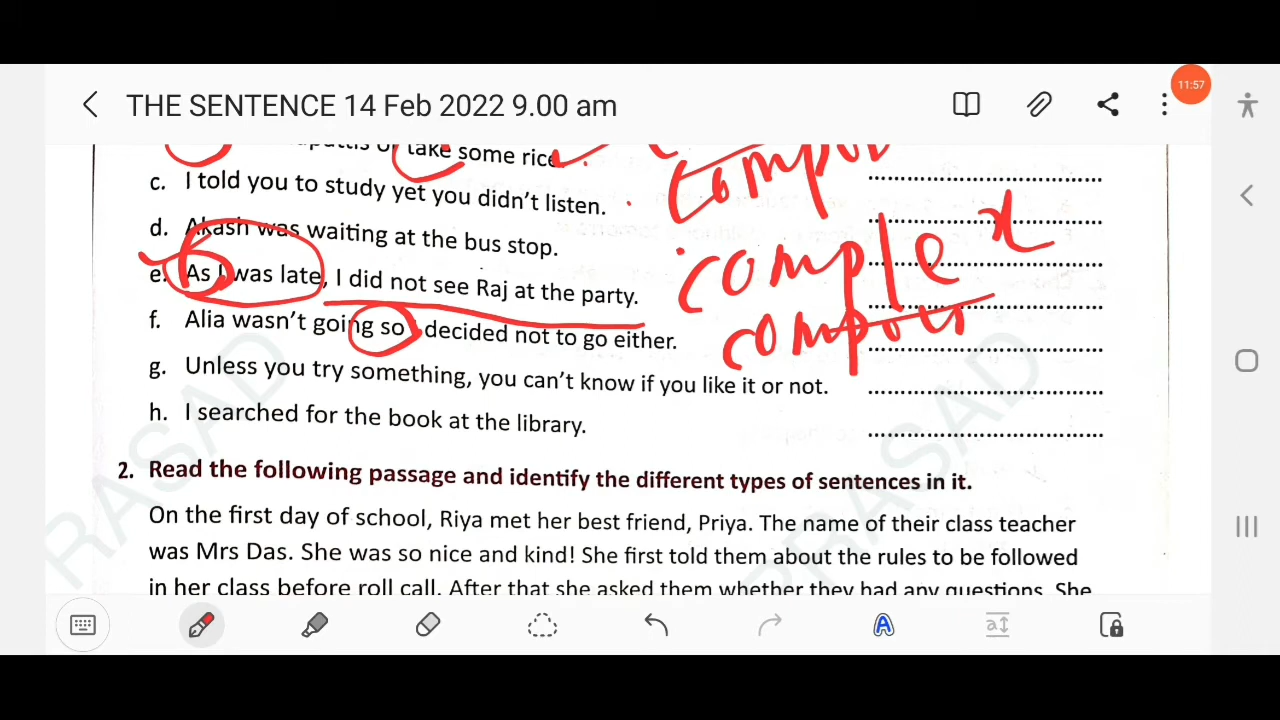 11:57
THE SENTENCE 14 Feb 2022 9.00 am
or take some rice
c. I told you to study yet you didn't listen.
compou
d. Akash was waiting at the bus stop.
complex
e. As I was late, I did not see Raj at the party.
f. Alia wasn't going so decided not to go either.
compou
g. Unless you try something, you can't know if you like it or not.
h. I searched for the book at the library.
2. Read the following passage and identify the different types of sentences in it.
On the first day of school, Riya met her best friend, Priya. The name of their class teacher
was Mrs Das. She was so nice and kind! She first told them about the rules to be followed
in her class before roll call. After that she asked them whether they had any questions. She
PRASAD
PRASAD